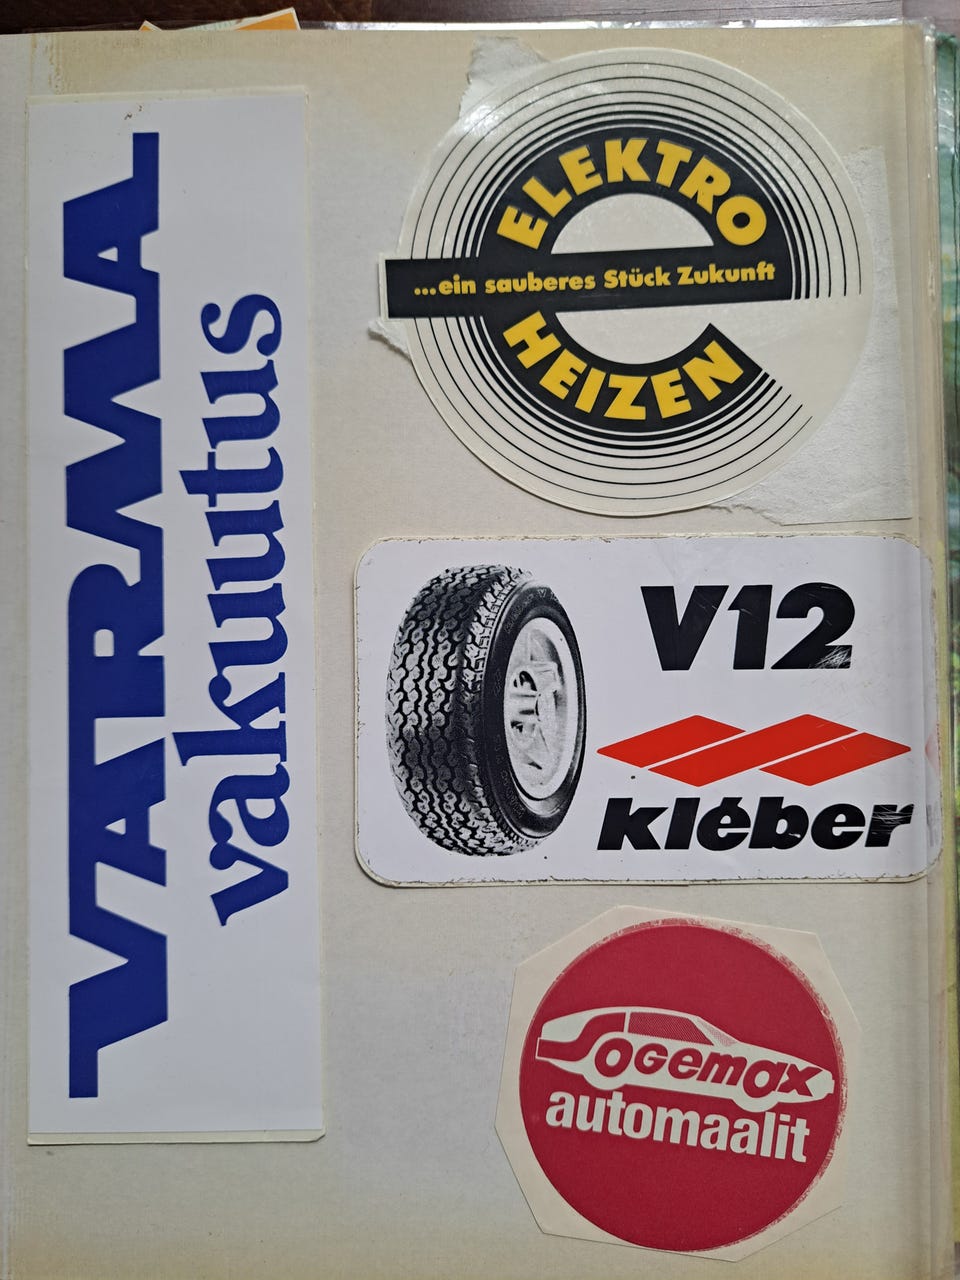 VARMA
vakuutus
ELEKTRO
...ein sauberes Stück Zukunft
HEIZEN
V12
kléber
SOGEMAX
automaalit